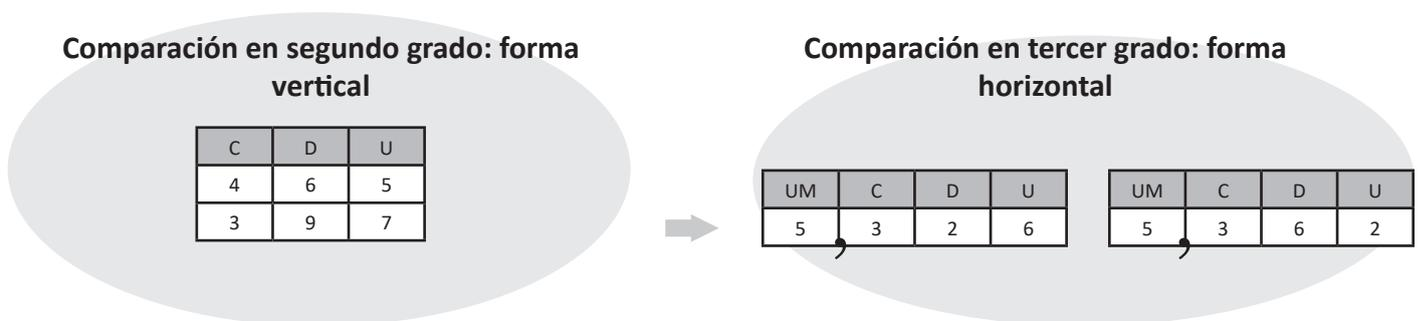 Comparación en segundo grado: forma
vertical
C D U
4 6 5
3 9 7
Comparación en tercer grado: forma
horizontal
UM C D U
5 , 3 2 6
UM C D U
5 , 3 6 2